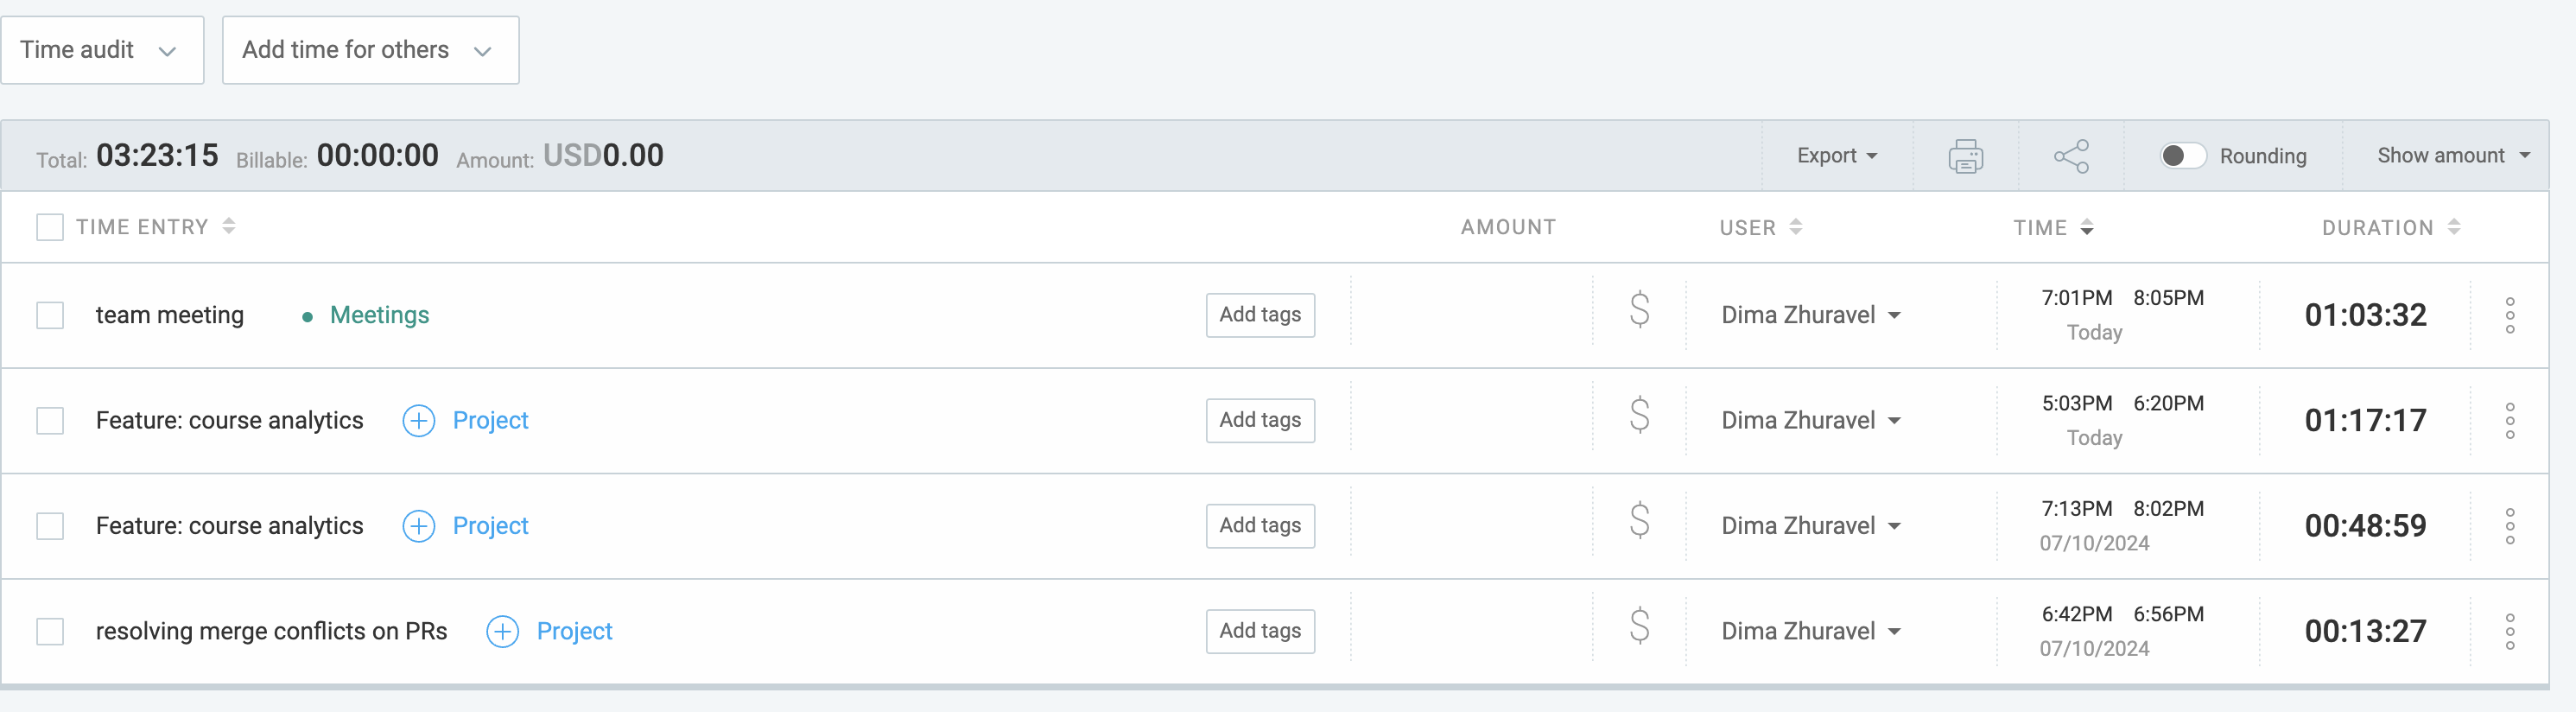 Time audit Add time for others
Total: 03:23:15 Billable: 00:00:00 Amount: USD0.00 Export Rounding Show amount
TIME ENTRY AMOUNT USER TIME DURATION
team meeting Meetings Add tags $ Dima Zhuravel 7:01PM 8:05PM 01:03:32
Today
Feature: course analytics Project Add tags $ Dima Zhuravel 5:03PM 6:20PM 01:17:17
Today
Feature: course analytics Project Add tags $ Dima Zhuravel 7:13PM 8:02PM 00:48:59
07/10/2024
resolving merge conflicts on PRs Project Add tags $ Dima Zhuravel 6:42PM 6:56PM 00:13:27
07/10/2024